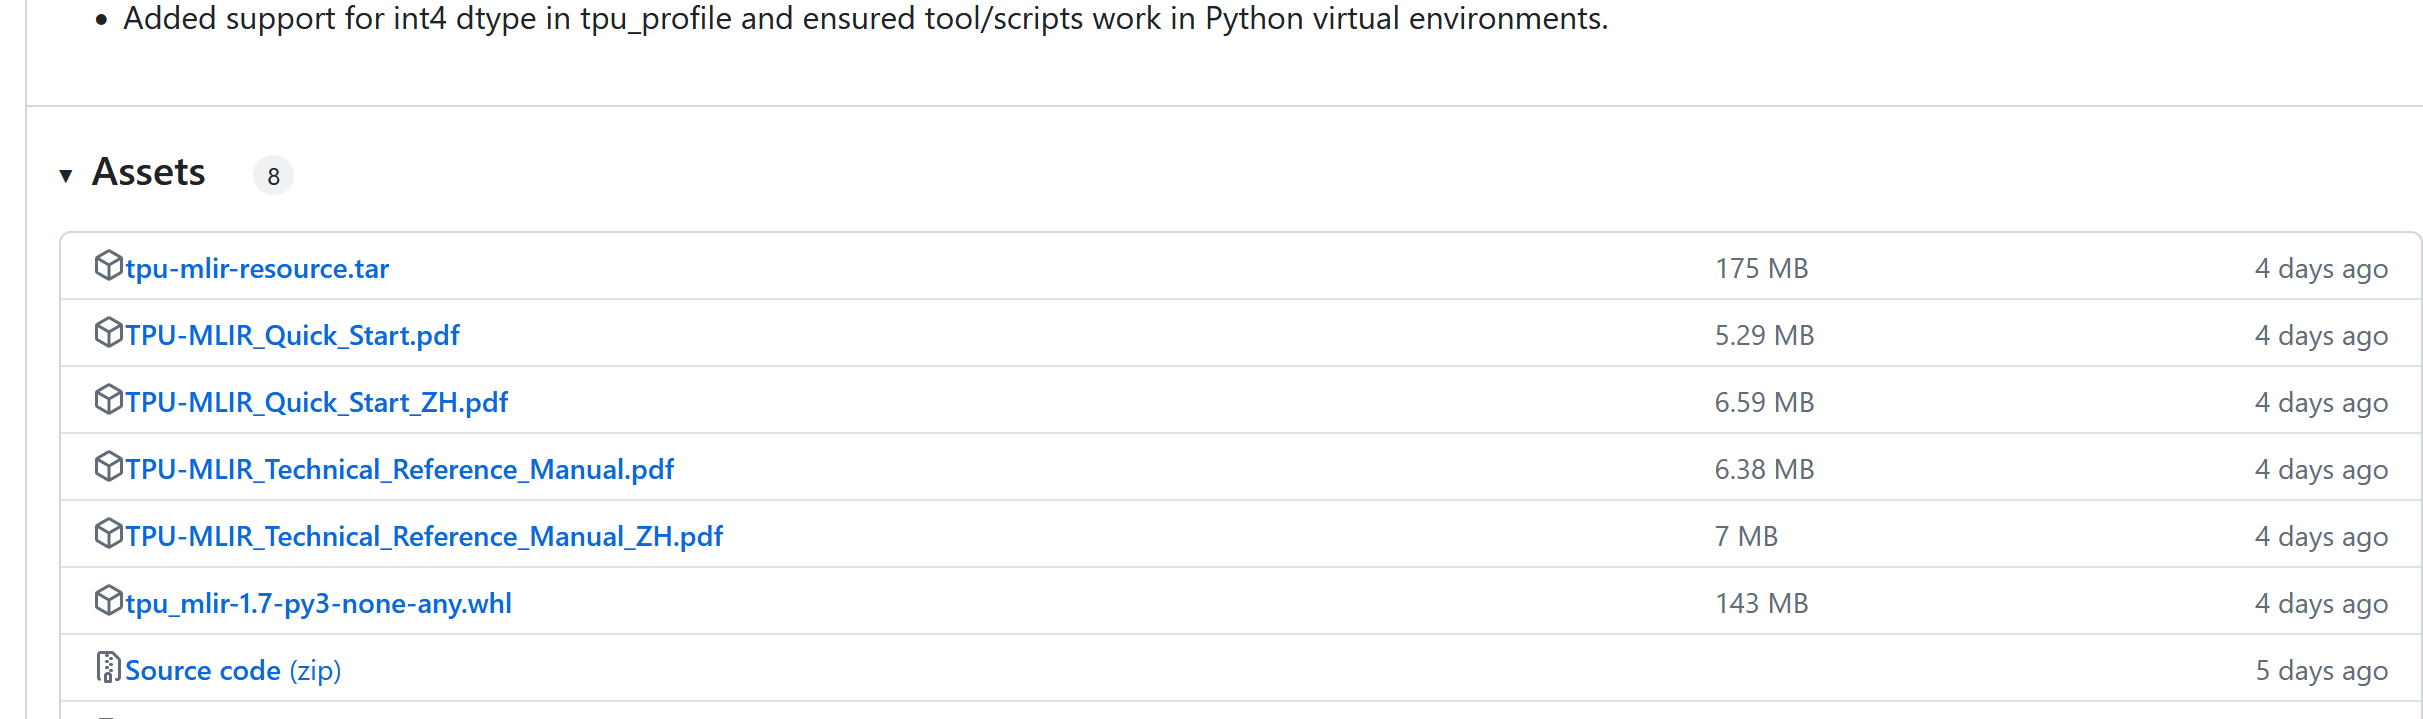 • Added support for int4 dtype in tpu_profile and ensured tool/scripts work in Python virtual environments.
▼ Assets 8
tpu-mlir-resource.tar 175 MB 4 days ago
TPU-MLIR_Quick_Start.pdf 5.29 MB 4 days ago
TPU-MLIR_Quick_Start_ZH.pdf 6.59 MB 4 days ago
TPU-MLIR_Technical_Reference_Manual.pdf 6.38 MB 4 days ago
TPU-MLIR_Technical_Reference_Manual_ZH.pdf 7 MB 4 days ago
tpu_mlir-1.7-py3-none-any.whl 143 MB 4 days ago
Source code (zip) 5 days ago